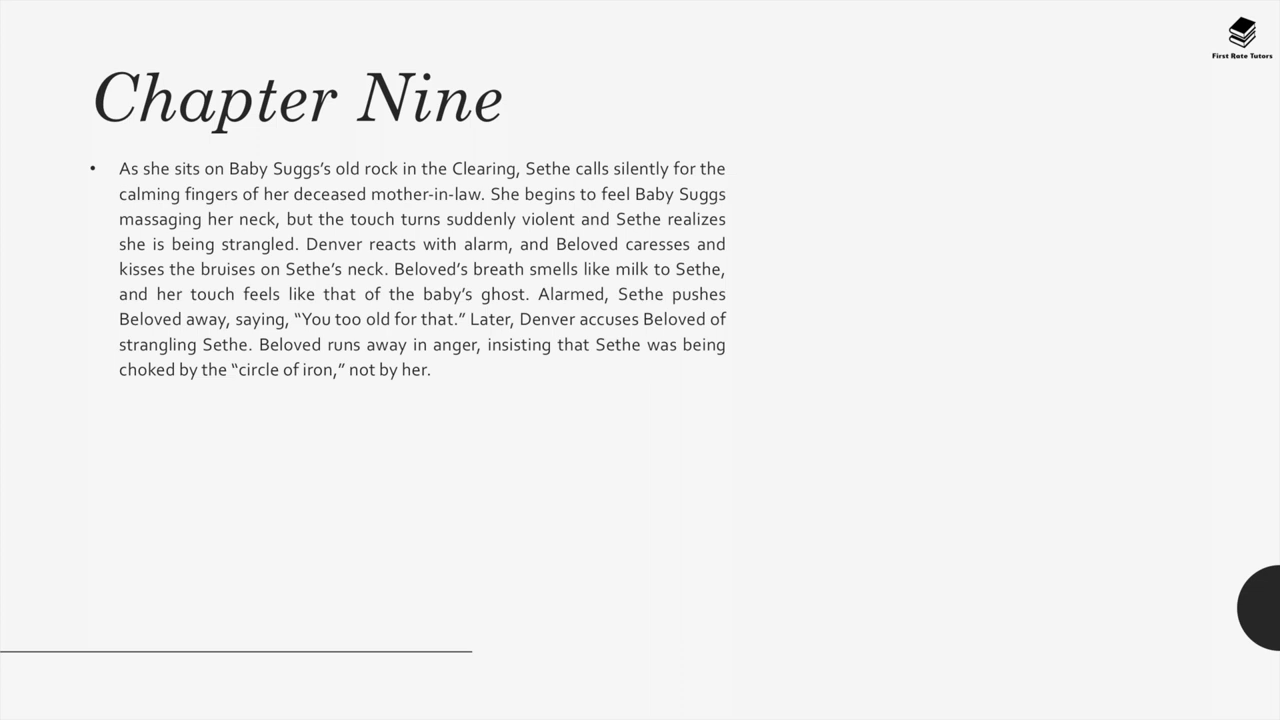 First Rate Tutors
Chapter Nine
• As she sits on Baby Suggs’s old rock in the Clearing, Sethe calls silently for the
calming fingers of her deceased mother-in-law. She begins to feel Baby Suggs
massaging her neck, but the touch turns suddenly violent and Sethe realizes
she is being strangled. Denver reacts with alarm, and Beloved caresses and
kisses the bruises on Sethe’s neck. Beloved’s breath smells like milk to Sethe,
and her touch feels like that of the baby’s ghost. Alarmed, Sethe pushes
Beloved away, saying, “You too old for that.” Later, Denver accuses Beloved of
strangling Sethe. Beloved runs away in anger, insisting that Sethe was being
choked by the “circle of iron,” not by her.